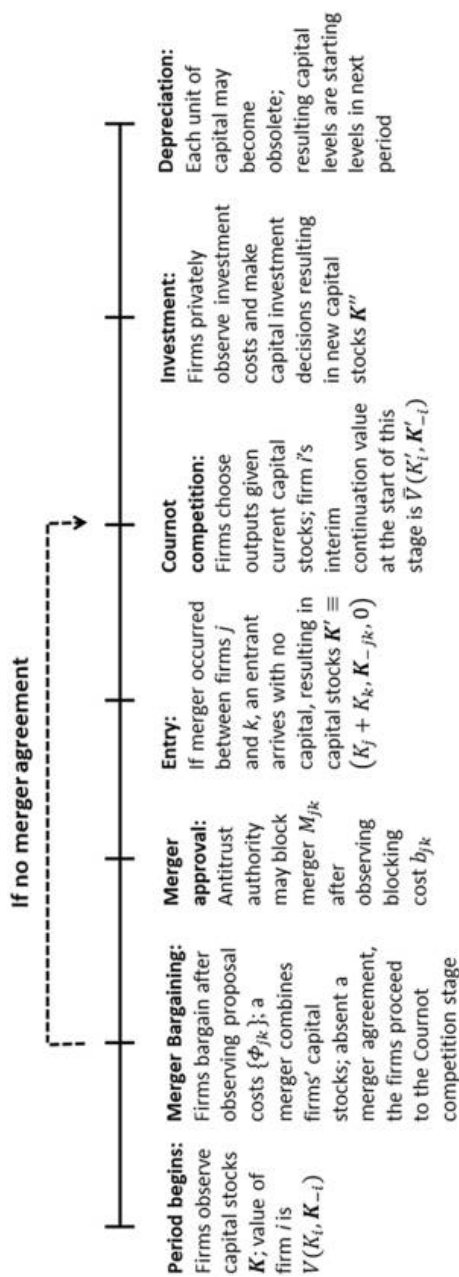 If no merger agreement
Period begins:
Firms observe
capital stocks
K; value of
firm i is
V(K_i, K_{-i})
Merger Bargaining:
Firms bargain after
observing proposal
costs {Φ_{jk}}; a
merger combines
firms' capital
stocks; absent a
merger agreement,
the firms proceed
to the Cournot
competition stage
Merger
approval:
Antitrust
authority
may block
merger M_{jk}
after
observing
blocking
cost b_{jk}
Entry:
If merger occurred
between firms j
and k, an entrant
arrives with no
capital, resulting in
capital stocks K' ≡
(K_j + K_k, K_{-jk}, 0)
Cournot
competition:
Firms choose
outputs given
current capital
stocks; firm i's
interim
continuation value
at the start of this
stage is V̄(K'_i, K'_{-i})
Investment:
Firms privately
observe investment
costs and make
capital investment
decisions resulting
in new capital
stocks K''
Depreciation:
Each unit of
capital may
become
obsolete;
resulting capital
levels are starting
levels in next
period